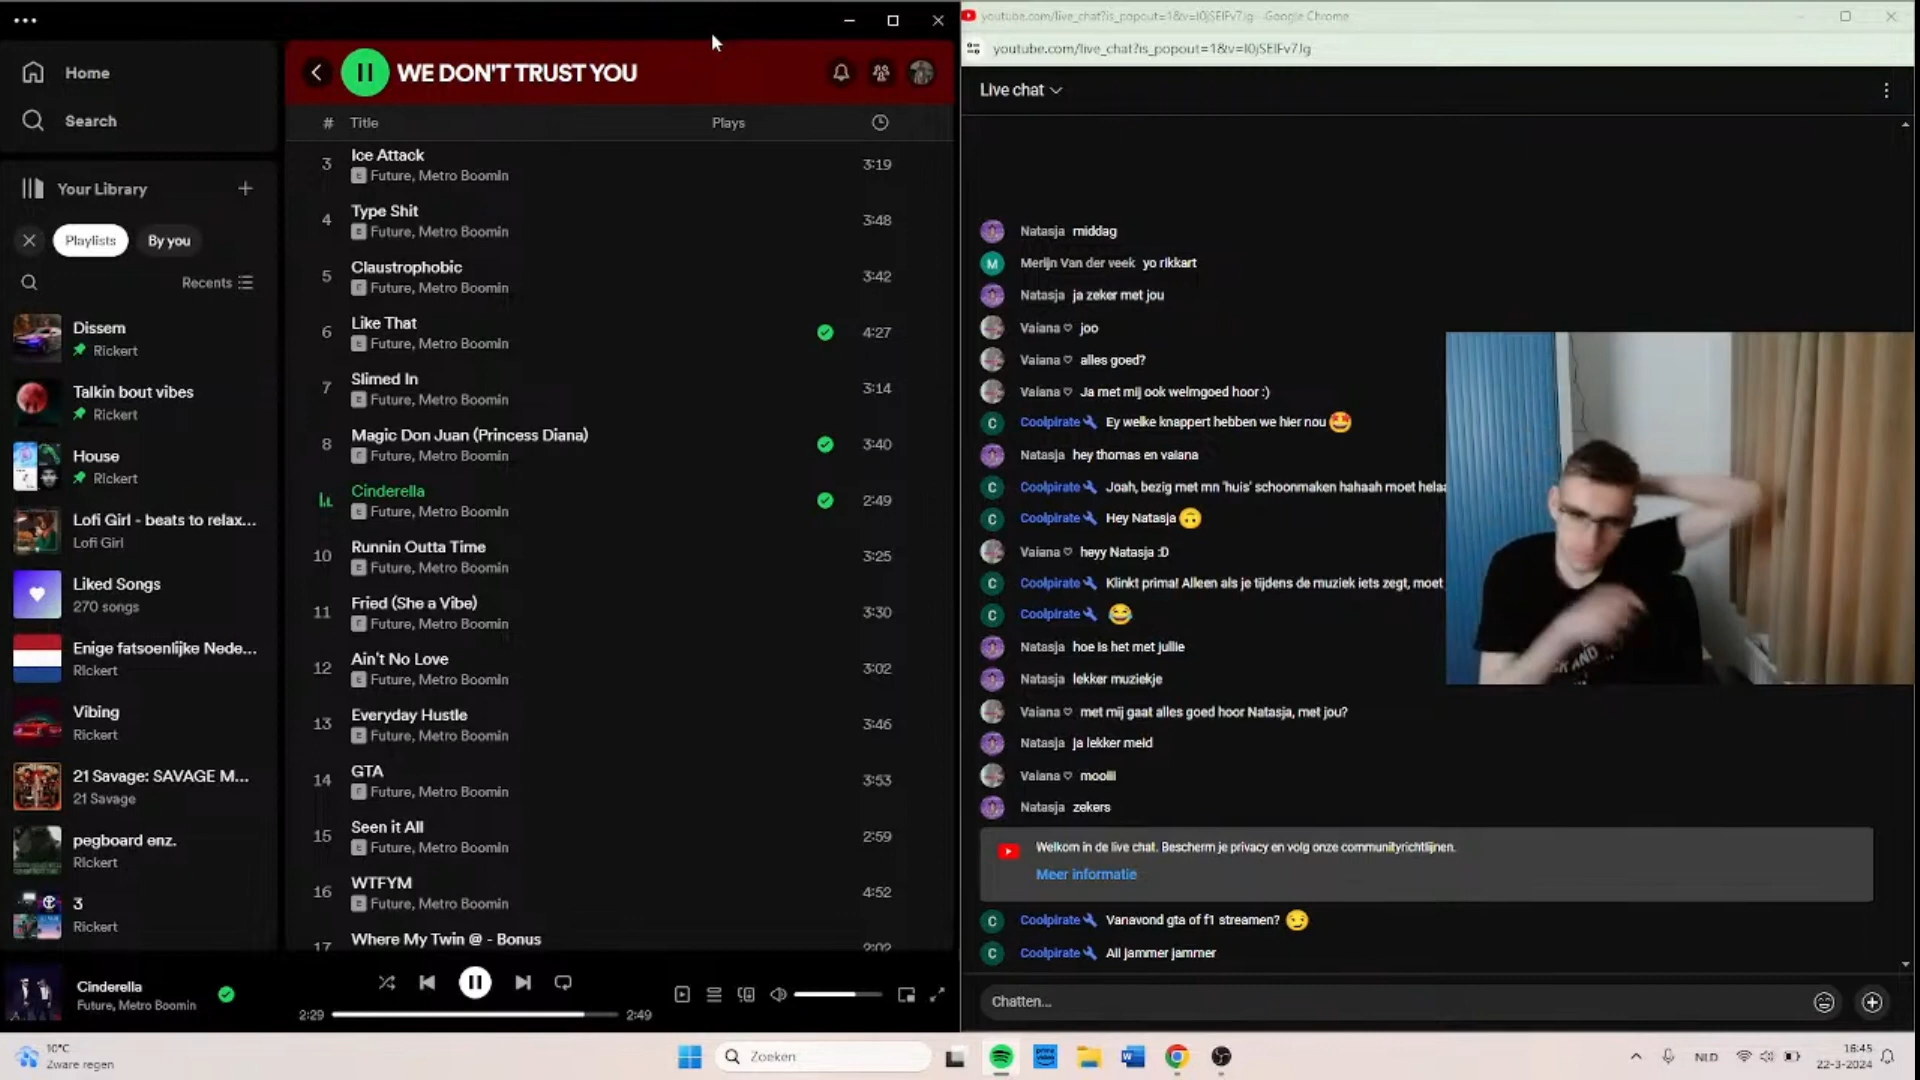 youtube.com/live_chat?is_popout=1&v=I0jSEIFv7Jg - Google Chrome
youtube.com/live_chat?is_popout=1&v=I0jSEIFv7Jg
Home
Search
WE DON'T TRUST YOU
# Title Plays
3 Ice Attack 3:19
E Future, Metro Boomin
4 Type Shit 3:48
E Future, Metro Boomin
5 Claustrophobic 3:42
E Future, Metro Boomin
6 Like That 4:27
E Future, Metro Boomin
7 Slimed In 3:14
E Future, Metro Boomin
8 Magic Don Juan (Princess Diana) 3:40
E Future, Metro Boomin
Cinderella 2:49
E Future, Metro Boomin
10 Runnin Outta Time 3:25
E Future, Metro Boomin
11 Fried (She a Vibe) 3:30
E Future, Metro Boomin
12 Ain't No Love 3:02
E Future, Metro Boomin
13 Everyday Hustle 3:46
E Future, Metro Boomin
14 GTA 3:53
E Future, Metro Boomin
15 Seen it All 2:59
E Future, Metro Boomin
16 WTFYM 4:52
E Future, Metro Boomin
17 Where My Twin @ - Bonus 2:02
Your Library
Playlists
By you
Recents
Dissem
Rickert
Talkin bout vibes
Rickert
House
Rickert
Lofi Girl - beats to relax...
Lofi Girl
Liked Songs
270 songs
Enige fatsoenlijke Nede...
Rickert
Vibing
Rickert
21 Savage: SAVAGE M...
21 Savage
pegboard enz.
Rickert
3
Rickert
Cinderella
Future, Metro Boomin
2:29
2:49
Live chat
Natasja middag
M Merijn Van der veek yo rikkart
Natasja ja zeker met jou
Vaiana ♡ joo
Vaiana ♡ alles goed?
Vaiana ♡ Ja met mij ook welmgoed hoor :)
C Coolpirate Ey welke knappert hebben we hier nou 🤩
Natasja hey thomas en vaiana
C Coolpirate Joah, bezig met mn 'huis' schoonmaken hahaah moet hela
C Coolpirate Hey Natasja 🙃
Vaiana ♡ heyy Natasja :D
C Coolpirate Klinkt prima! Alleen als je tijdens de muziek iets zegt, moet
C Coolpirate 😂
Natasja hoe is het met jullie
Natasja lekker muziekje
Vaiana ♡ met mij gaat alles goed hoor Natasja, met jou?
Natasja ja lekker meid
Vaiana ♡ mooiii
Natasja zekers
Welkom in de live chat. Bescherm je privacy en volg onze communityrichtlijnen.
Meer informatie
C Coolpirate Vanavond gta of f1 streamen? 😏
C Coolpirate Ail jammer jammer
Chatten...
10°C
Zware regen
Zoeken
prime video
NLD
16:45
22-3-2024